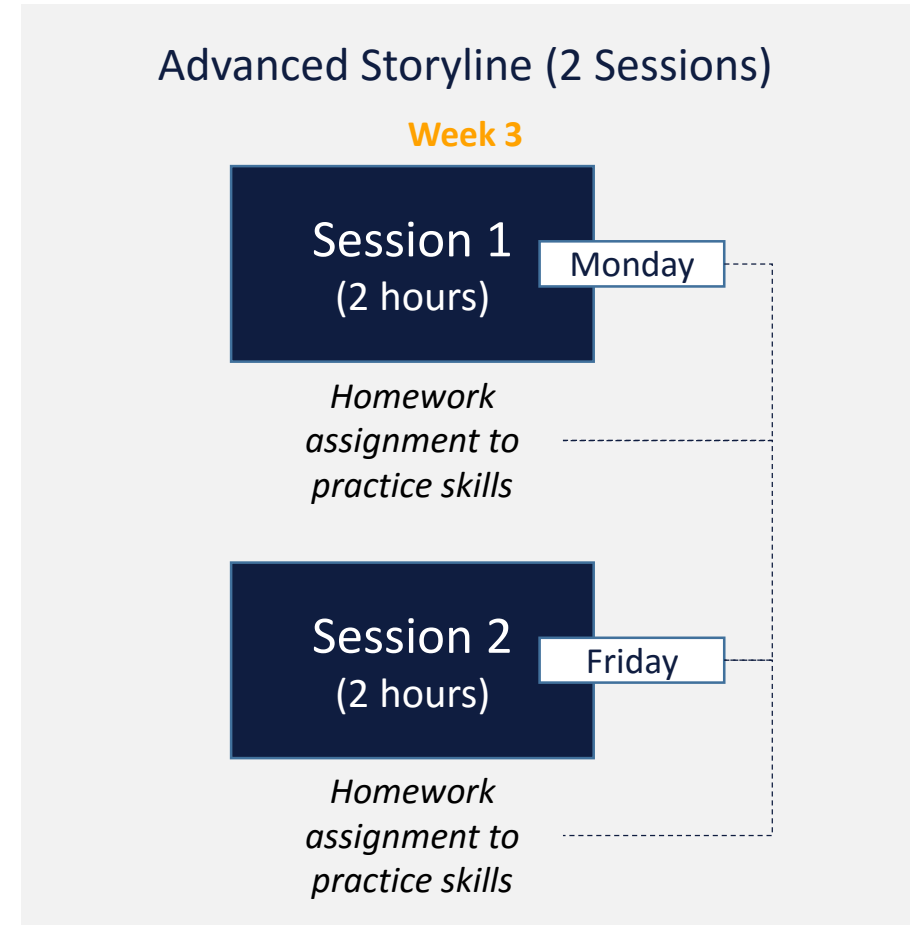 Advanced Storyline (2 Sessions)
Week 3
Session 1
(2 hours)
Monday
Homework
assignment to
practice skills
Session 2
(2 hours)
Friday
Homework
assignment to
practice skills